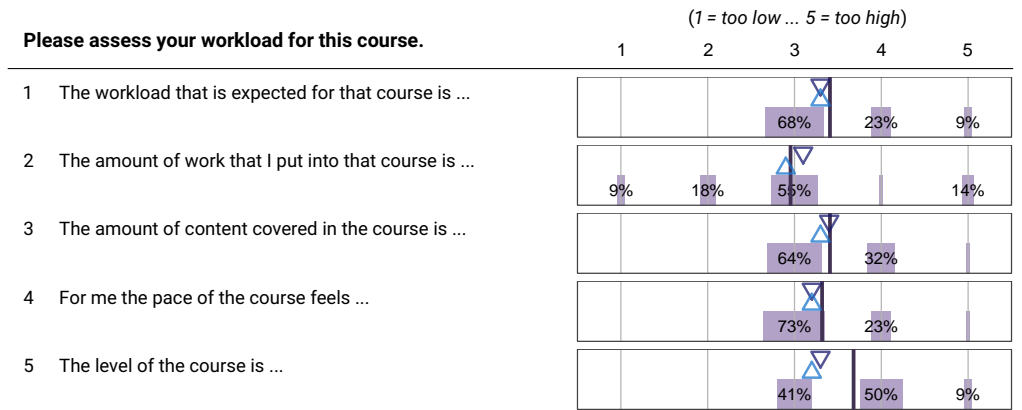 (1 = too low ... 5 = too high)
Please assess your workload for this course.
1 2 3 4 5
1 The workload that is expected for that course is ...
68% 23% 9%
2 The amount of work that I put into that course is ...
9% 18% 55% 14%
3 The amount of content covered in the course is ...
64% 32%
4 For me the pace of the course feels ...
73% 23%
5 The level of the course is ...
41% 50% 9%